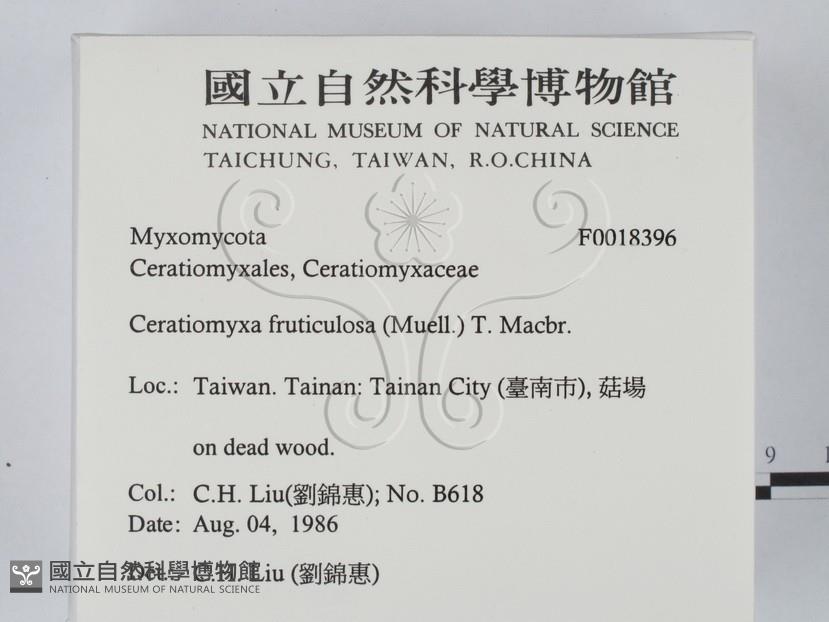 國立自然科學博物館
NATIONAL MUSEUM OF NATURAL SCIENCE
TAICHUNG, TAIWAN, R.O.CHINA
Myxomycota F0018396
Ceratiomyxales, Ceratiomyxaceae
Ceratiomyxa fruticulosa (Muell.) T. Macbr.
Loc.: Taiwan. Tainan: Tainan City (臺南市), 菇場
on dead wood.
Col.: C.H. Liu(劉錦惠); No. B618
Date: Aug. 04, 1986
Det.: C.H. Liu (劉錦惠)
國立自然科學博物館
NATIONAL MUSEUM OF NATURAL SCIENCE
9